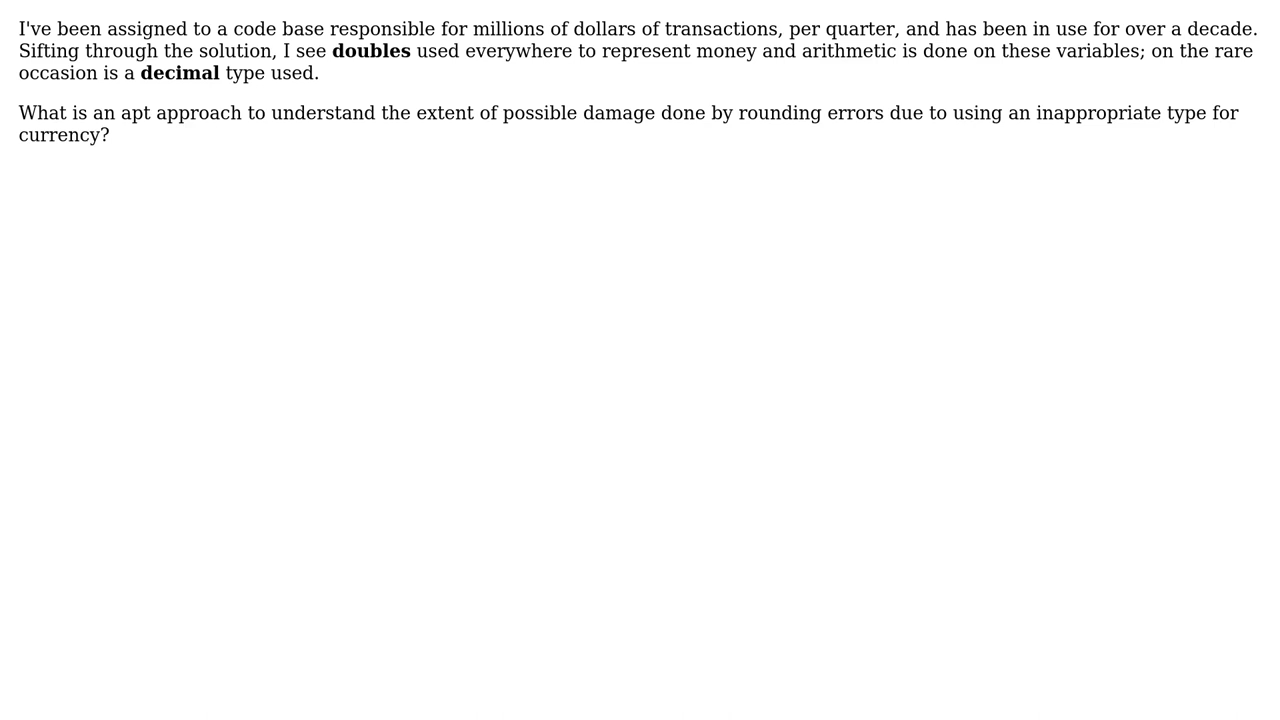 I've been assigned to a code base responsible for millions of dollars of transactions, per quarter, and has been in use for over a decade.
Sifting through the solution, I see doubles used everywhere to represent money and arithmetic is done on these variables; on the rare
occasion is a decimal type used.
What is an apt approach to understand the extent of possible damage done by rounding errors due to using an inappropriate type for
currency?